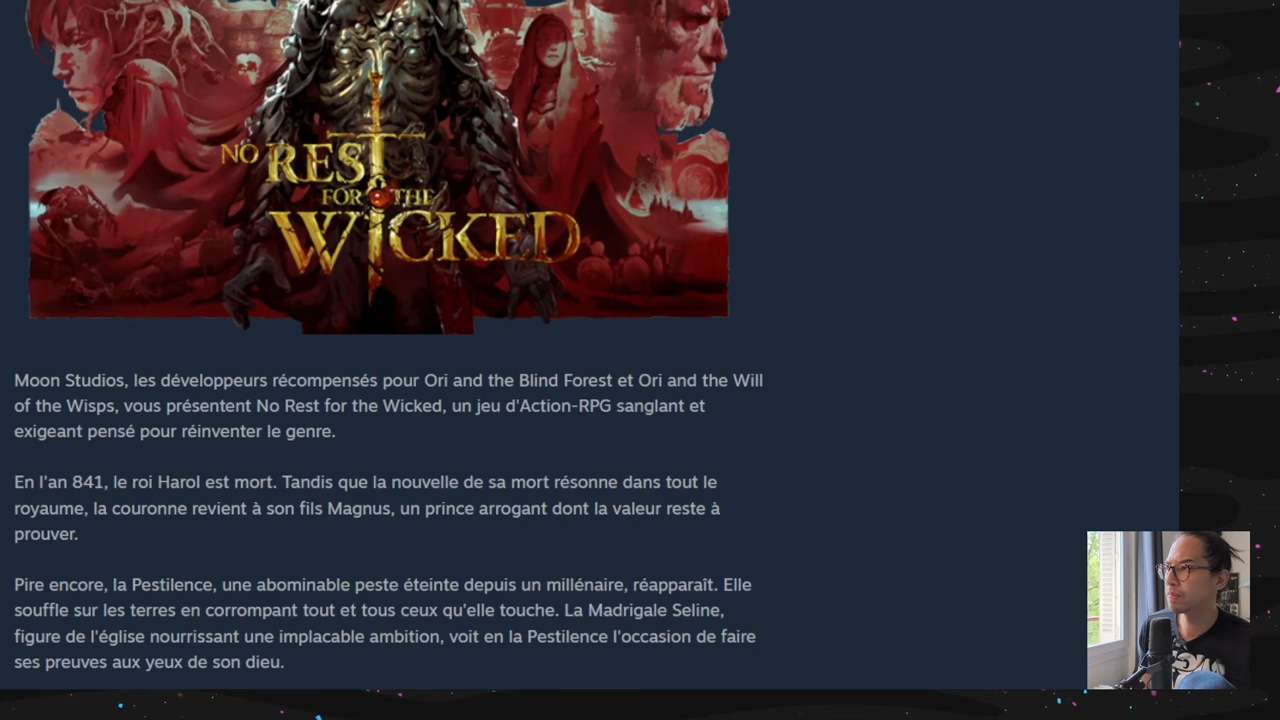 NO REST
FOR THE
WICKED
Moon Studios, les développeurs récompensés pour Ori and the Blind Forest et Ori and the Will
of the Wisps, vous présentent No Rest for the Wicked, un jeu d'Action-RPG sanglant et
exigeant pensé pour réinventer le genre.
En l'an 841, le roi Harol est mort. Tandis que la nouvelle de sa mort résonne dans tout le
royaume, la couronne revient à son fils Magnus, un prince arrogant dont la valeur reste à
prouver.
Pire encore, la Pestilence, une abominable peste éteinte depuis un millénaire, réapparaît. Elle
souffle sur les terres en corrompant tout et tous ceux qu'elle touche. La Madrigale Seline,
figure de l'église nourrissant une implacable ambition, voit en la Pestilence l'occasion de faire
ses preuves aux yeux de son dieu.